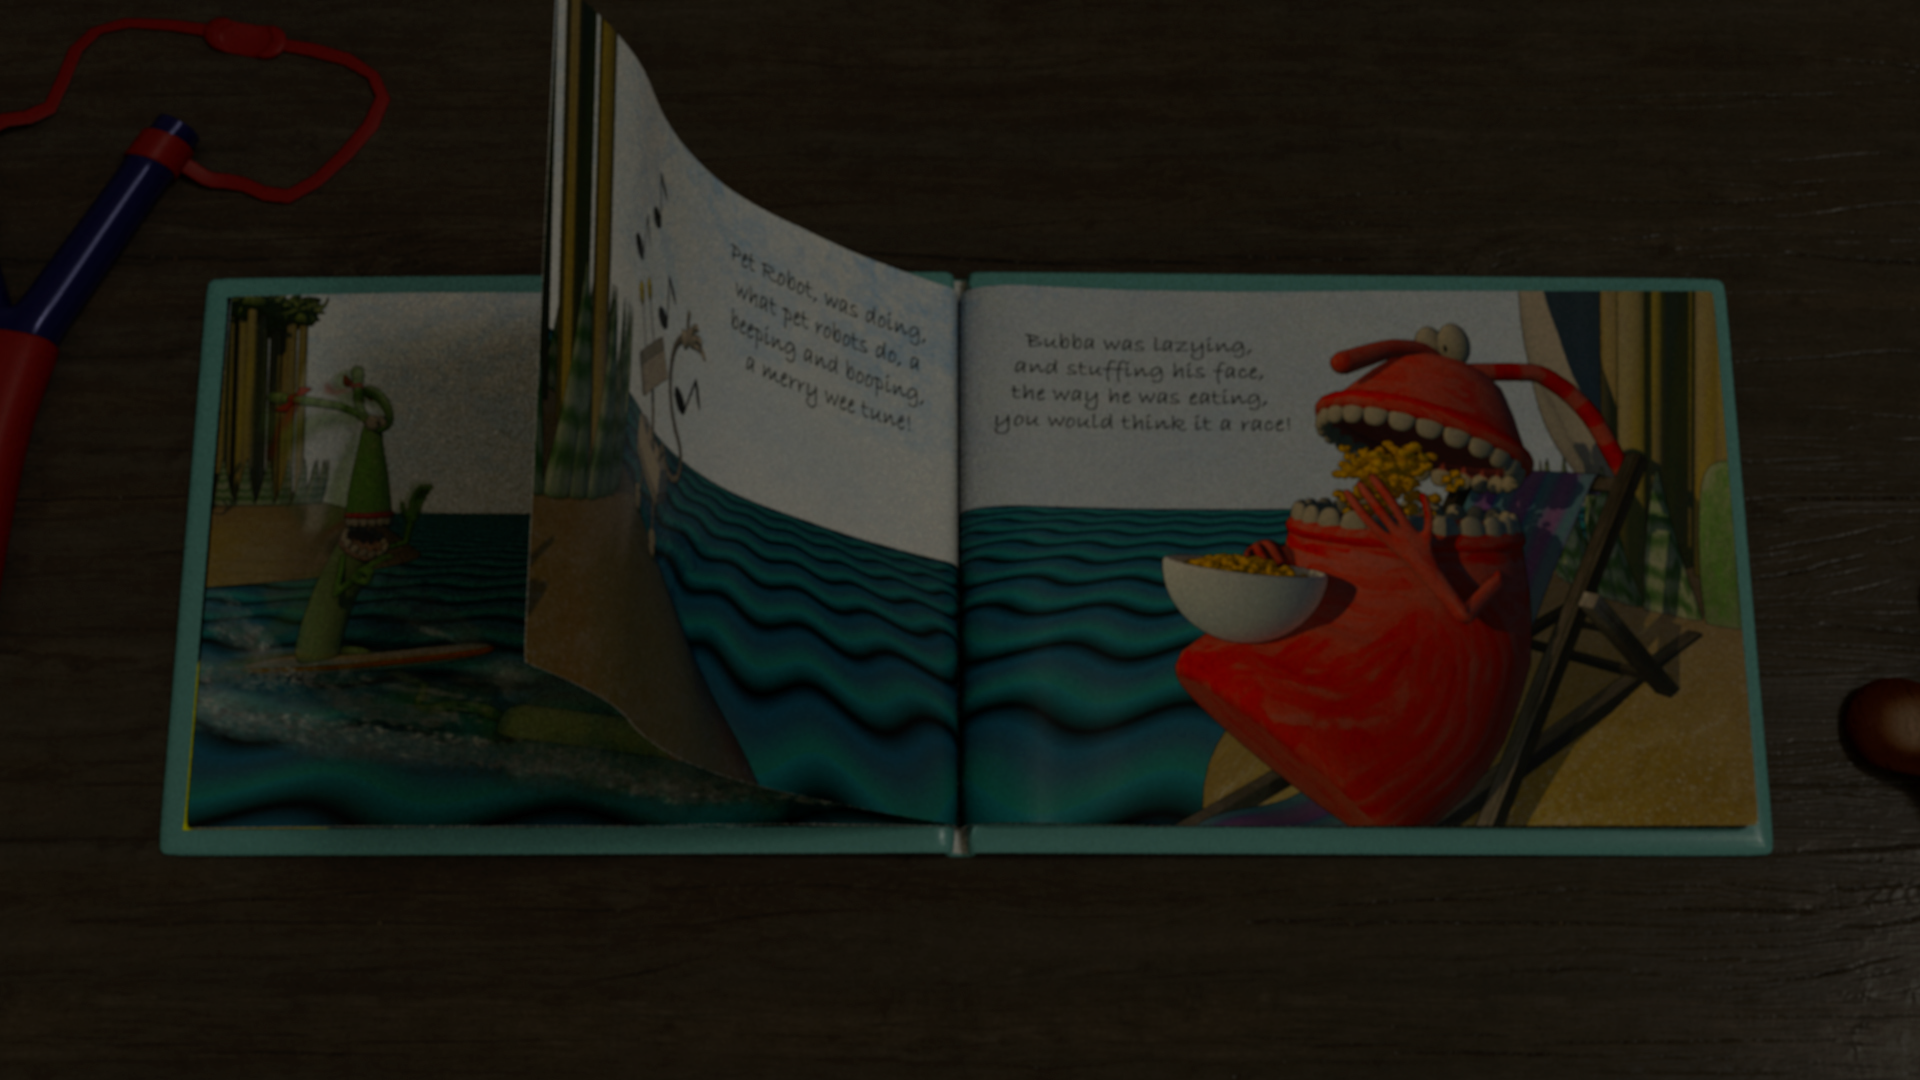 Pet Robot, was doing,
what pet robots do, a
beeping and booping,
a merry wee tune!
Bubba was lazying,
and stuffing his face,
the way he was eating,
you would think it a race!